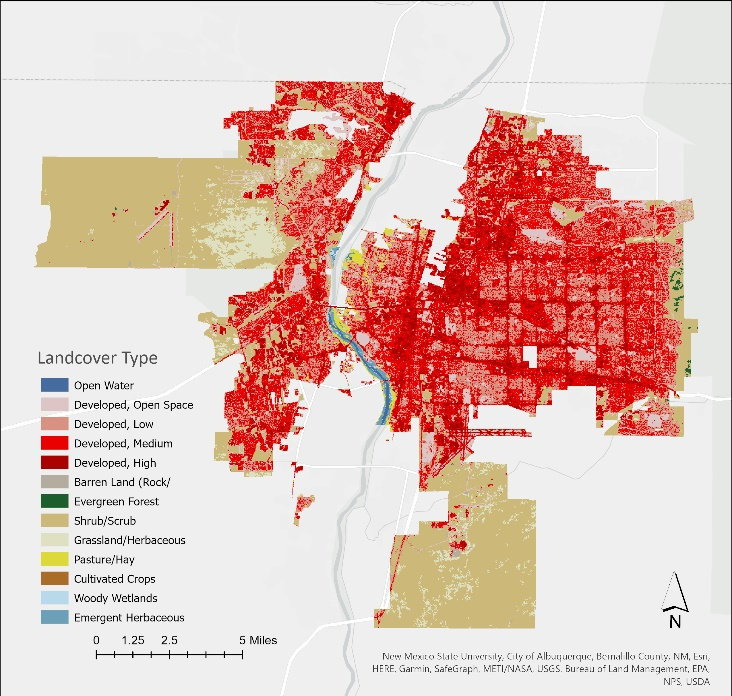 Landcover Type
Open Water
Developed, Open Space
Developed, Low
Developed, Medium
Developed, High
Barren Land (Rock/
Evergreen Forest
Shrub/Scrub
Grassland/Herbaceous
Pasture/Hay
Cultivated Crops
Woody Wetlands
Emergent Herbaceous
0 1.25 2.5 5 Miles
N
New Mexico State University, City of Albuquerque, Bernalillo County, NM, Esri,
HERE, Garmin, SafeGraph, METI/NASA, USGS, Bureau of Land Management, EPA,
NPS, USDA